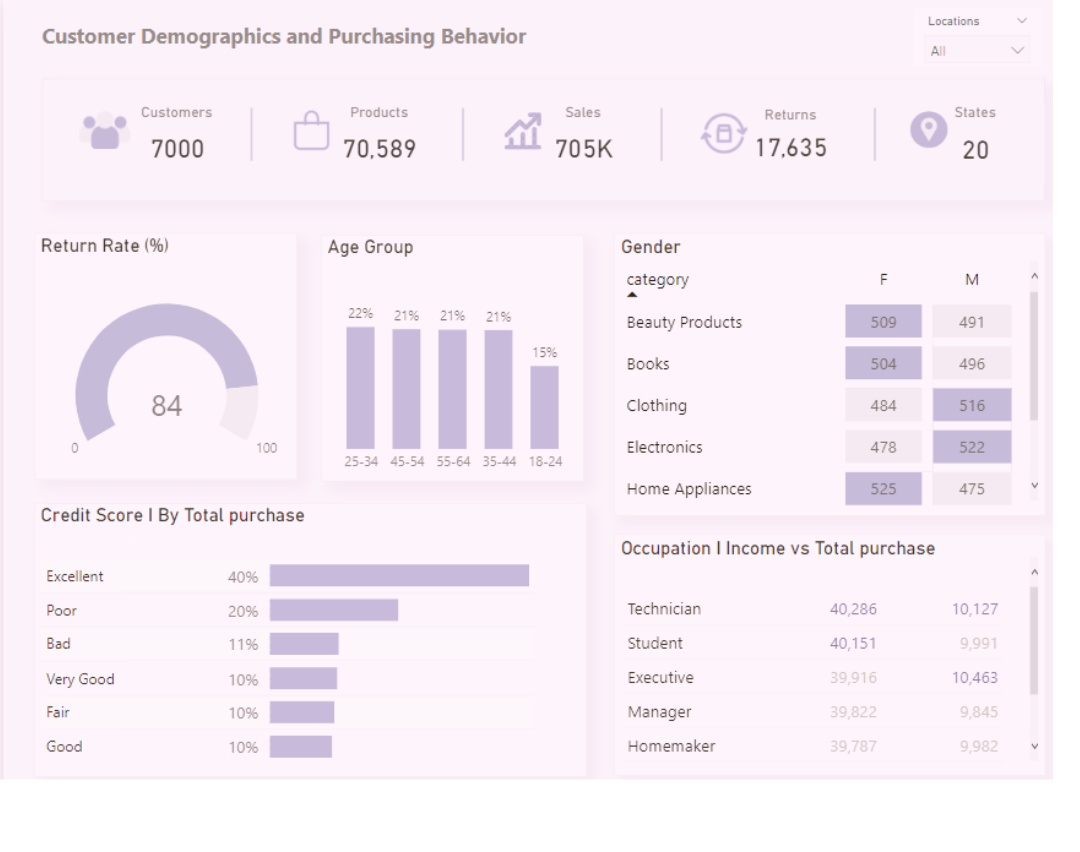 Customer Demographics and Purchasing Behavior
Locations
All
Customers
7000
Products
70,589
Sales
705K
Returns
17,635
States
20
Return Rate (%)
84
0
100
Age Group
22% 21% 21% 21% 15%
25-34 45-54 55-64 35-44 18-24
Gender
category F M
Beauty Products 509 491
Books 504 496
Clothing 484 516
Electronics 478 522
Home Appliances 525 475
Credit Score I By Total purchase
Excellent 40%
Poor 20%
Bad 11%
Very Good 10%
Fair 10%
Good 10%
Occupation I Income vs Total purchase
Technician 40,286 10,127
Student 40,151 9,991
Executive 39,916 10,463
Manager 39,822 9,845
Homemaker 39,787 9,982